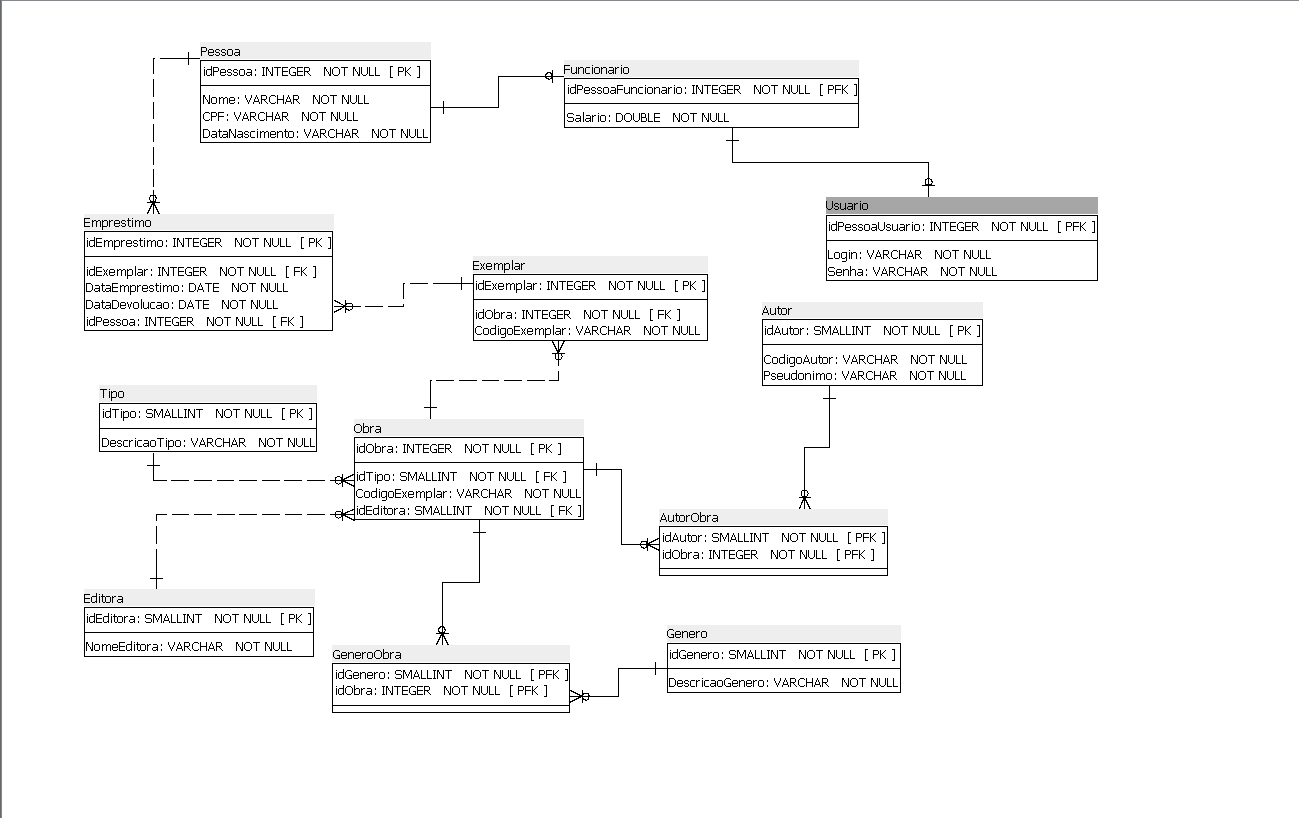 Pessoa
idPessoa: INTEGER NOT NULL [ PK ]
Nome: VARCHAR NOT NULL
CPF: VARCHAR NOT NULL
DataNascimento: VARCHAR NOT NULL
Funcionario
idPessoaFuncionario: INTEGER NOT NULL [ PFK ]
Salario: DOUBLE NOT NULL
Usuario
idPessoaUsuario: INTEGER NOT NULL [ PFK ]
Login: VARCHAR NOT NULL
Senha: VARCHAR NOT NULL
Emprestimo
idEmprestimo: INTEGER NOT NULL [ PK ]
idExemplar: INTEGER NOT NULL [ FK ]
DataEmprestimo: DATE NOT NULL
DataDevolucao: DATE NOT NULL
idPessoa: INTEGER NOT NULL [ FK ]
Exemplar
idExemplar: INTEGER NOT NULL [ PK ]
idObra: INTEGER NOT NULL [ FK ]
CodigoExemplar: VARCHAR NOT NULL
Autor
idAutor: SMALLINT NOT NULL [ PK ]
CodigoAutor: VARCHAR NOT NULL
Pseudonimo: VARCHAR NOT NULL
Tipo
idTipo: SMALLINT NOT NULL [ PK ]
DescricaoTipo: VARCHAR NOT NULL
Obra
idObra: INTEGER NOT NULL [ PK ]
idTipo: SMALLINT NOT NULL [ FK ]
CodigoExemplar: VARCHAR NOT NULL
idEditora: SMALLINT NOT NULL [ FK ]
AutorObra
idAutor: SMALLINT NOT NULL [ PFK ]
idObra: INTEGER NOT NULL [ PFK ]
Editora
idEditora: SMALLINT NOT NULL [ PK ]
NomeEditora: VARCHAR NOT NULL
GeneroObra
idGenero: SMALLINT NOT NULL [ PFK ]
idObra: INTEGER NOT NULL [ PFK ]
Genero
idGenero: SMALLINT NOT NULL [ PK ]
DescricaoGenero: VARCHAR NOT NULL